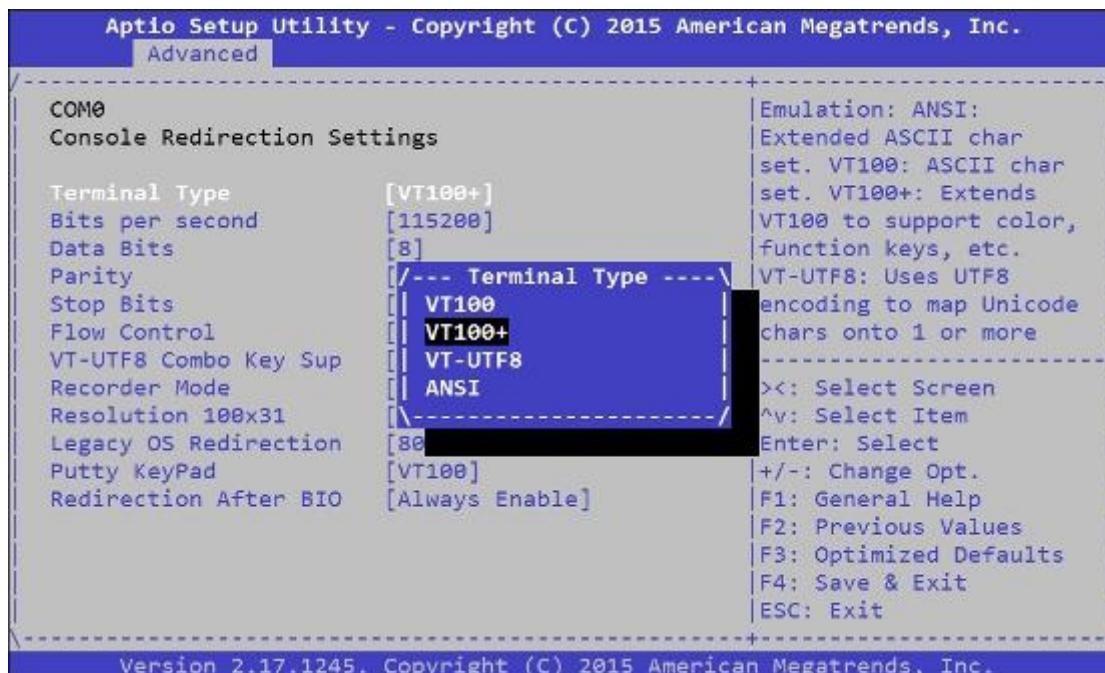 Aptio Setup Utility - Copyright (C) 2015 American Megatrends, Inc.
Advanced
COM0
Console Redirection Settings
Terminal Type [VT100+]
Bits per second [115200]
Data Bits [8]
Parity [
Stop Bits [
Flow Control [
VT-UTF8 Combo Key Sup [
Recorder Mode [
Resolution 100x31 [
Legacy OS Redirection [80
Putty KeyPad [VT100]
Redirection After BIO [Always Enable]
/--- Terminal Type ----\
VT100
VT100+
VT-UTF8
ANSI
Emulation: ANSI:
Extended ASCII char
set. VT100: ASCII char
set. VT100+: Extends
VT100 to support color,
function keys, etc.
VT-UTF8: Uses UTF8
encoding to map Unicode
chars onto 1 or more
><: Select Screen
^v: Select Item
Enter: Select
+/-: Change Opt.
F1: General Help
F2: Previous Values
F3: Optimized Defaults
F4: Save & Exit
ESC: Exit
Version 2.17.1245. Copyright (C) 2015 American Megatrends, Inc.